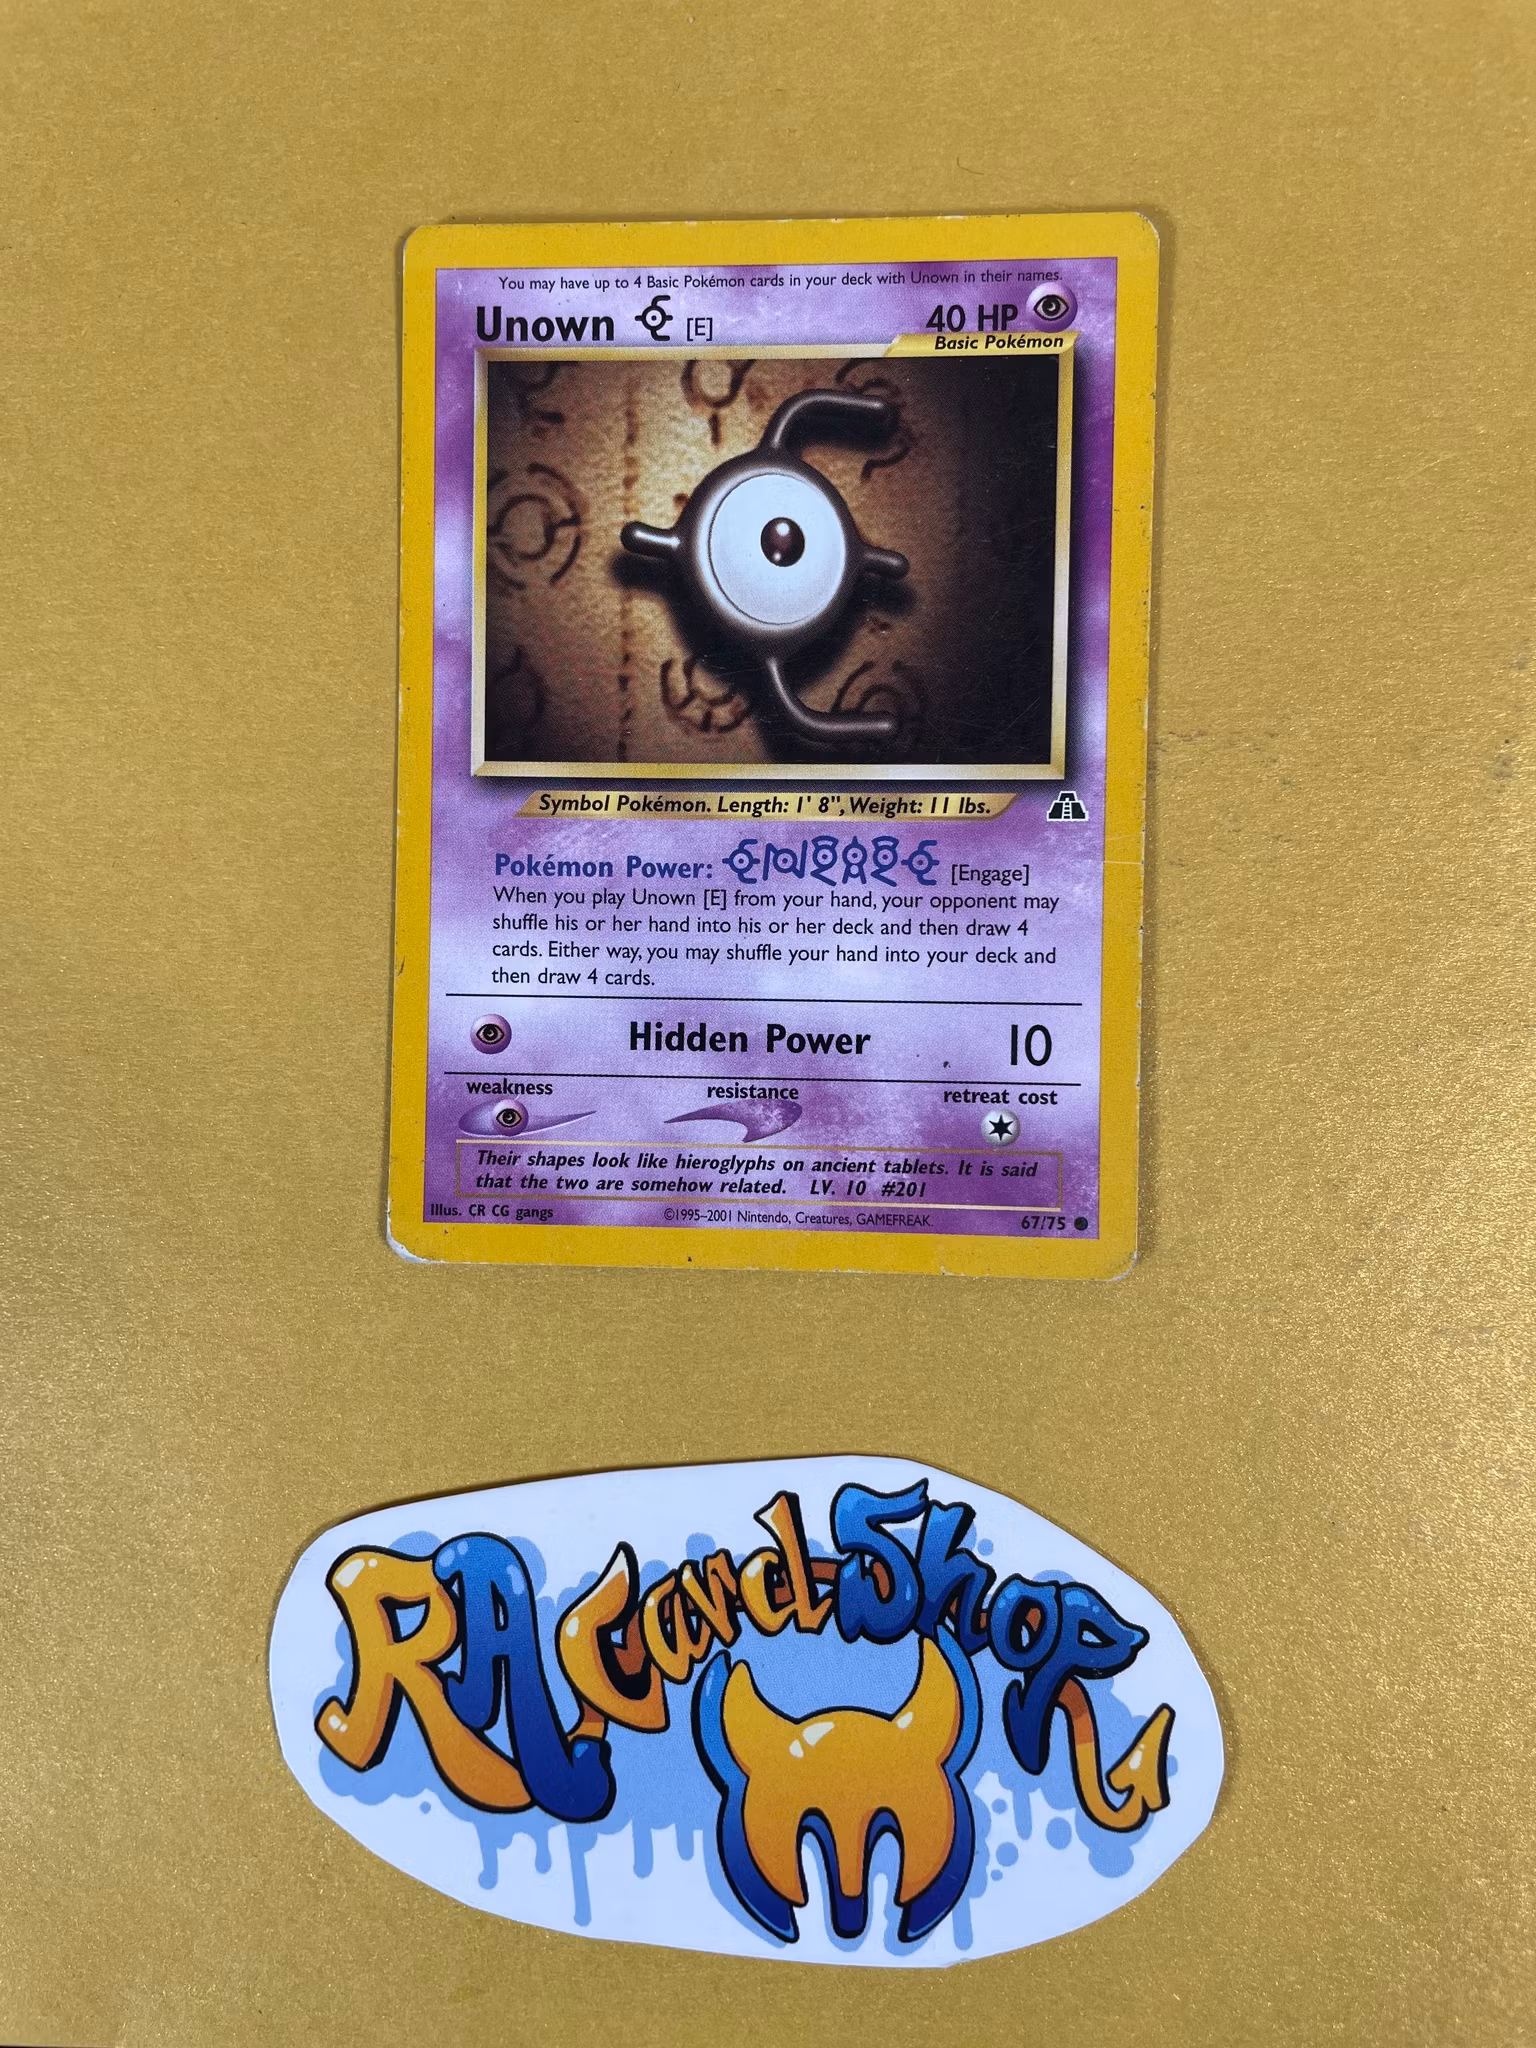 You may have up to 4 Basic Pokémon cards in your deck with Unown in their names.
Unown E [E] 40 HP
Basic Pokémon
Symbol Pokémon. Length: 1' 8", Weight: 11 lbs.
Pokémon Power: ENGAGE [Engage]
When you play Unown [E] from your hand, your opponent may
shuffle his or her hand into his or her deck and then draw 4
cards. Either way, you may shuffle your hand into your deck and
then draw 4 cards.
Hidden Power 10
weakness resistance retreat cost
Their shapes look like hieroglyphs on ancient tablets. It is said
that the two are somehow related. LV. 10 #201
Illus. CR CG gangs ©1995–2001 Nintendo, Creatures, GAMEFREAK. 67/75
RA Card Shop